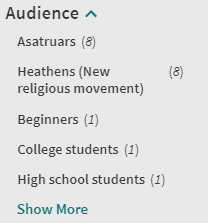 Audience
Asatruars (8)
Heathens (New (8)
religious movement)
Beginners (1)
College students (1)
High school students (1)
Show More